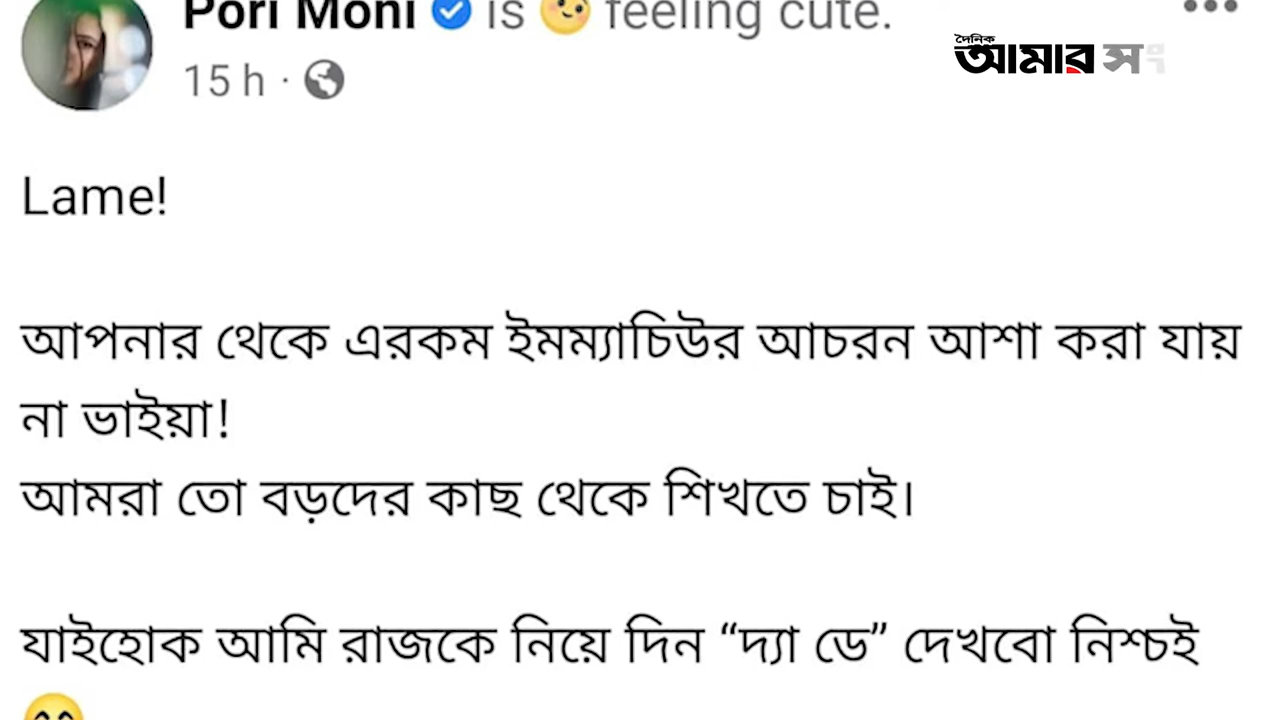 Pori Moni is feeling cute.
দৈনিক
আমার স
15 h ·
Lame!
আপনার থেকে এরকম ইমম্যাচিউর আচরন আশা করা যায়
না ভাইয়া!
আমরা তো বড়দের কাছ থেকে শিখতে চাই।
যাইহোক আমি রাজকে নিয়ে দিন “দ্যা ডে” দেখবো নিশ্চই